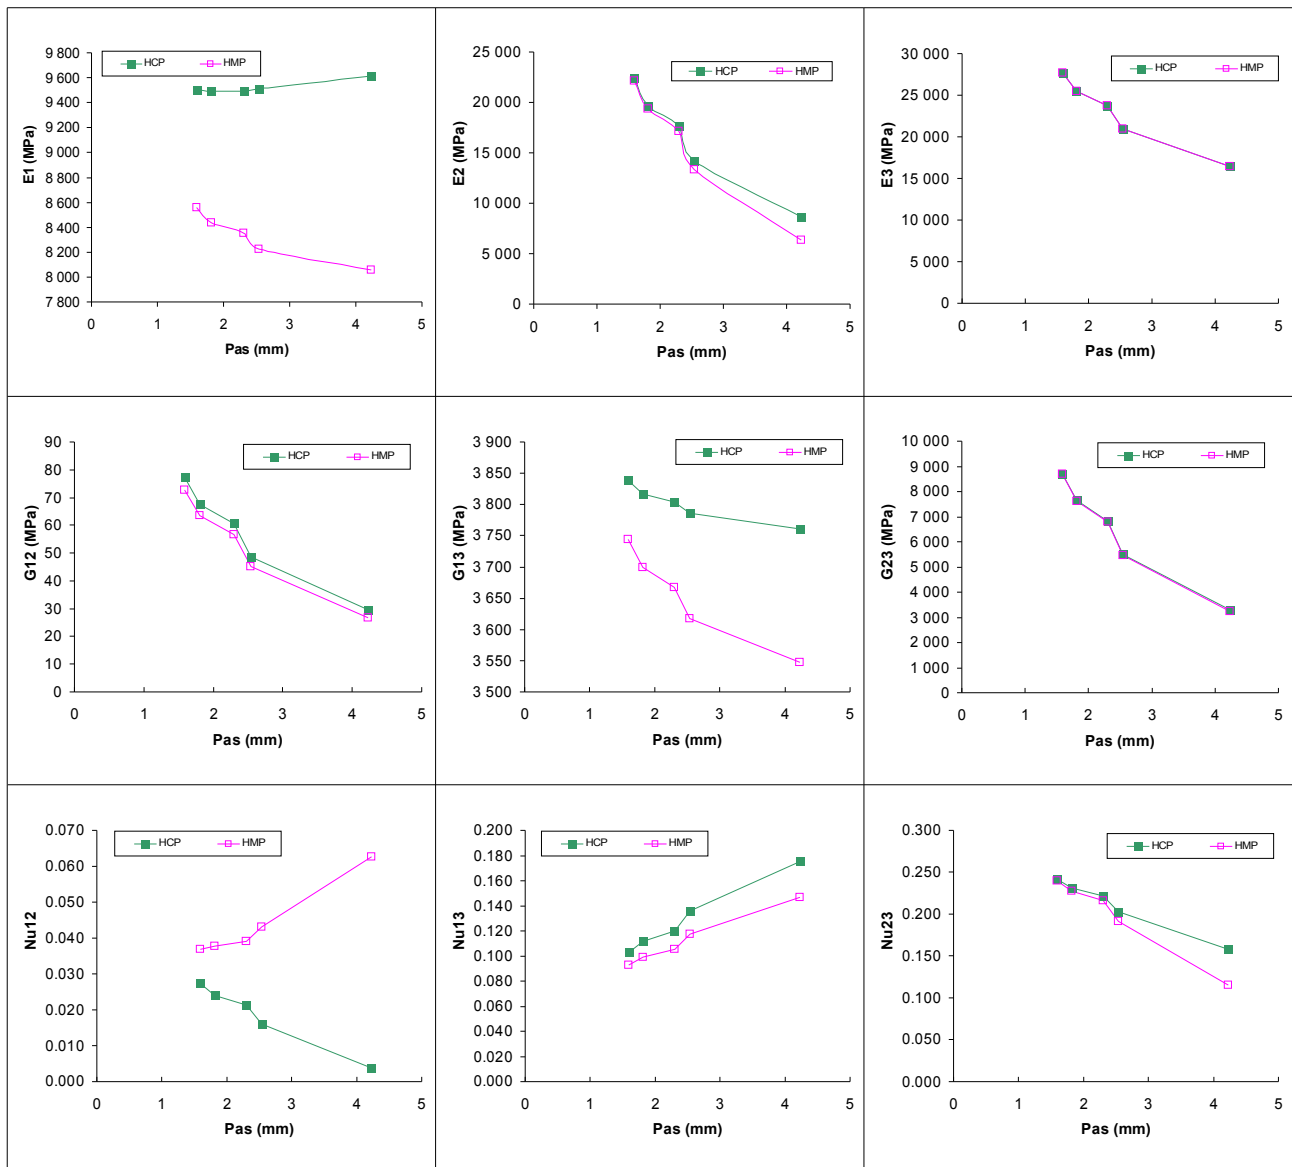 E1 (MPa)
9 800
9 600
9 400
9 200
9 000
8 800
8 600
8 400
8 200
8 000
7 800
HCP HMP
0 1 2 3 4 5
Pas (mm)
E2 (MPa)
25 000
20 000
15 000
10 000
5 000
0
HCP HMP
0 1 2 3 4 5
Pas (mm)
E3 (MPa)
30 000
25 000
20 000
15 000
10 000
5 000
0
HCP HMP
0 1 2 3 4 5
Pas (mm)
G12 (MPa)
90
80
70
60
50
40
30
20
10
0
HCP HMP
0 1 2 3 4 5
Pas (mm)
G13 (MPa)
3 900
3 850
3 800
3 750
3 700
3 650
3 600
3 550
3 500
HCP HMP
0 1 2 3 4 5
Pas (mm)
G23 (MPa)
10 000
9 000
8 000
7 000
6 000
5 000
4 000
3 000
2 000
1 000
0
HCP HMP
0 1 2 3 4 5
Pas (mm)
Nu12
0.070
0.060
0.050
0.040
0.030
0.020
0.010
0.000
HCP HMP
0 1 2 3 4 5
Pas (mm)
Nu13
0.200
0.180
0.160
0.140
0.120
0.100
0.080
0.060
0.040
0.020
0.000
HCP HMP
0 1 2 3 4 5
Pas (mm)
Nu23
0.300
0.250
0.200
0.150
0.100
0.050
0.000
HCP HMP
0 1 2 3 4 5
Pas (mm)